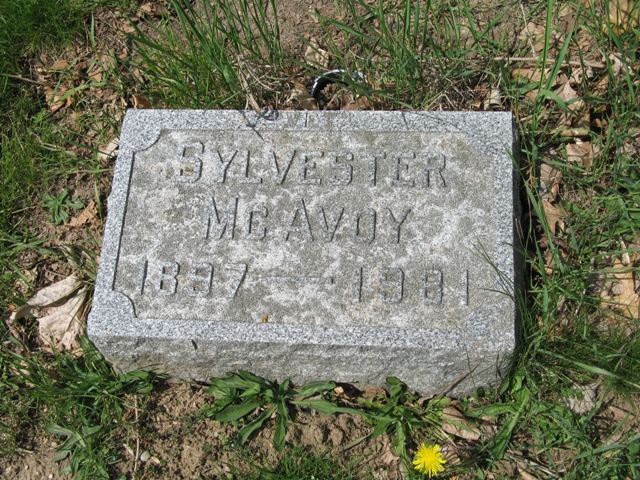 SYLVESTER
MCAVOY
1897 — 1981